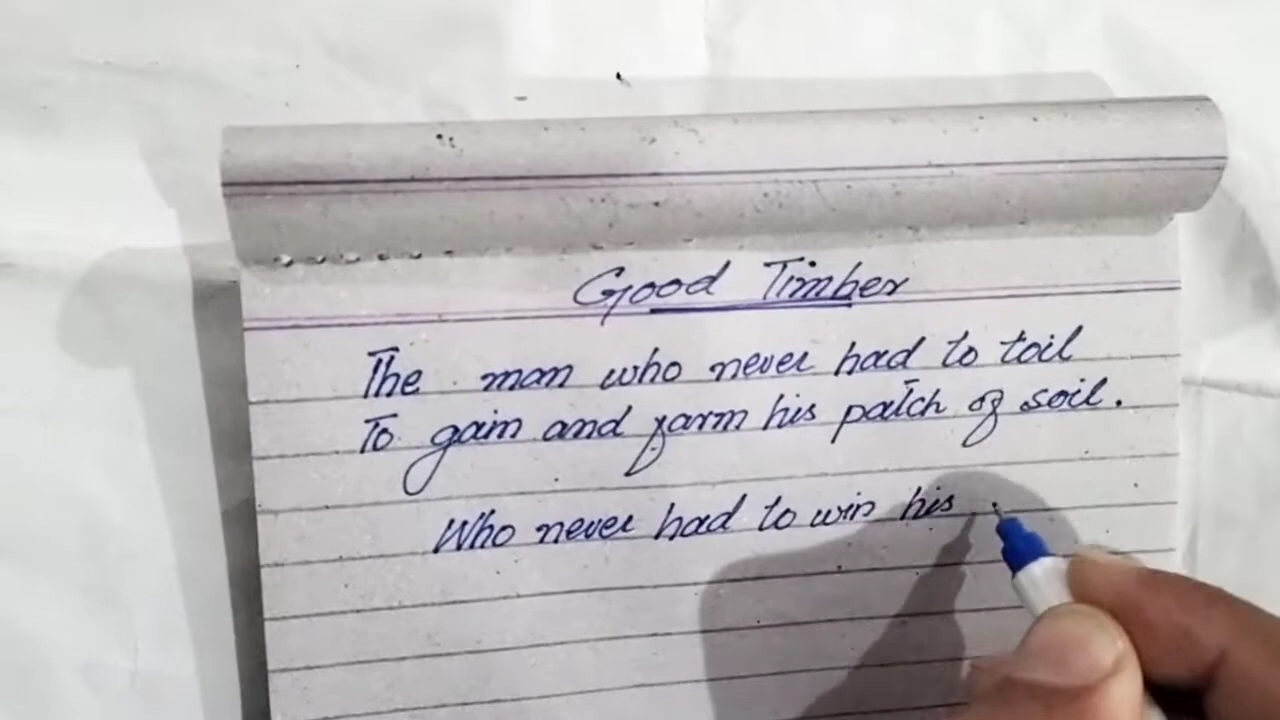 Good Timber
The man who never had to toil
To gain and farm his patch of soil.
Who never had to win his